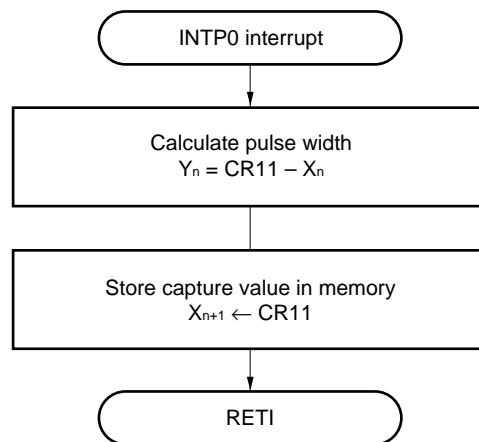 INTP0 interrupt
Calculate pulse width
Yn = CR11 – Xn
Store capture value in memory
Xn+1 ← CR11
RETI